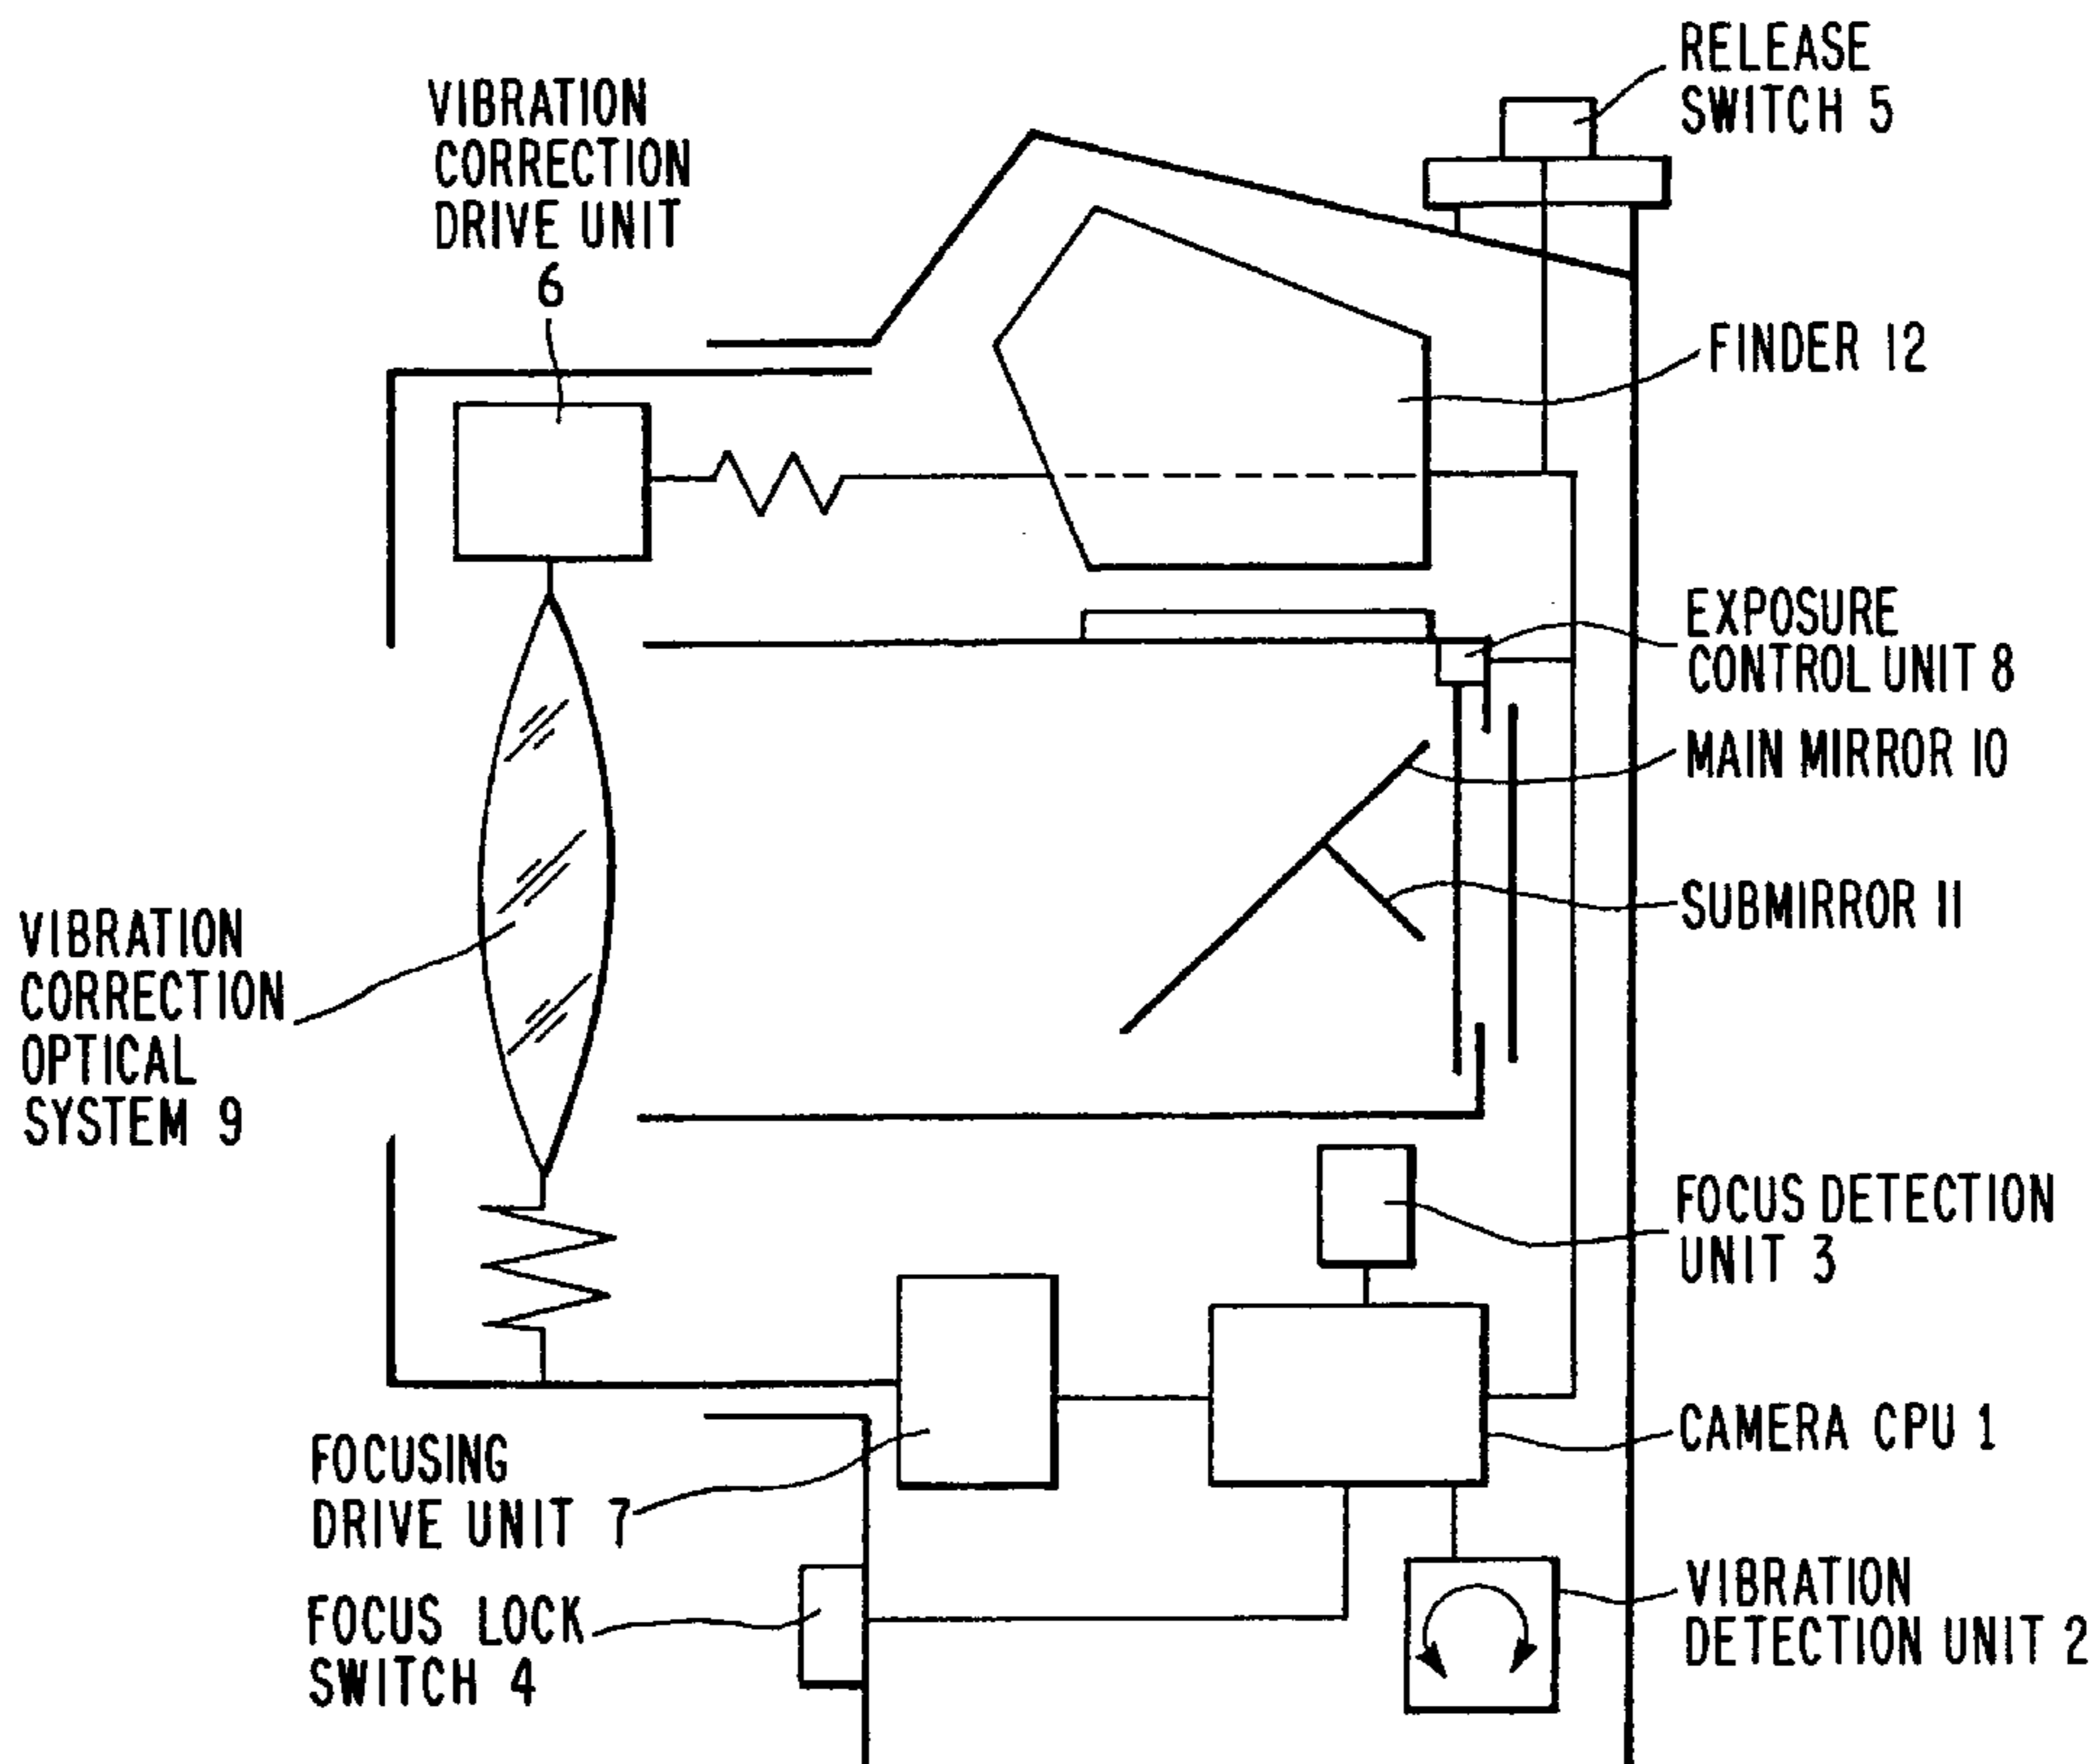 RELEASE
SWITCH 5
VIBRATION
CORRECTION
DRIVE UNIT
6
FINDER 12
EXPOSURE
CONTROL UNIT 8
MAIN MIRROR 10
SUBMIRROR 11
VIBRATION
CORRECTION
OPTICAL
SYSTEM 9
FOCUS DETECTION
UNIT 3
CAMERA CPU 1
FOCUSING
DRIVE UNIT 7
FOCUS LOCK
SWITCH 4
VIBRATION
DETECTION UNIT 2